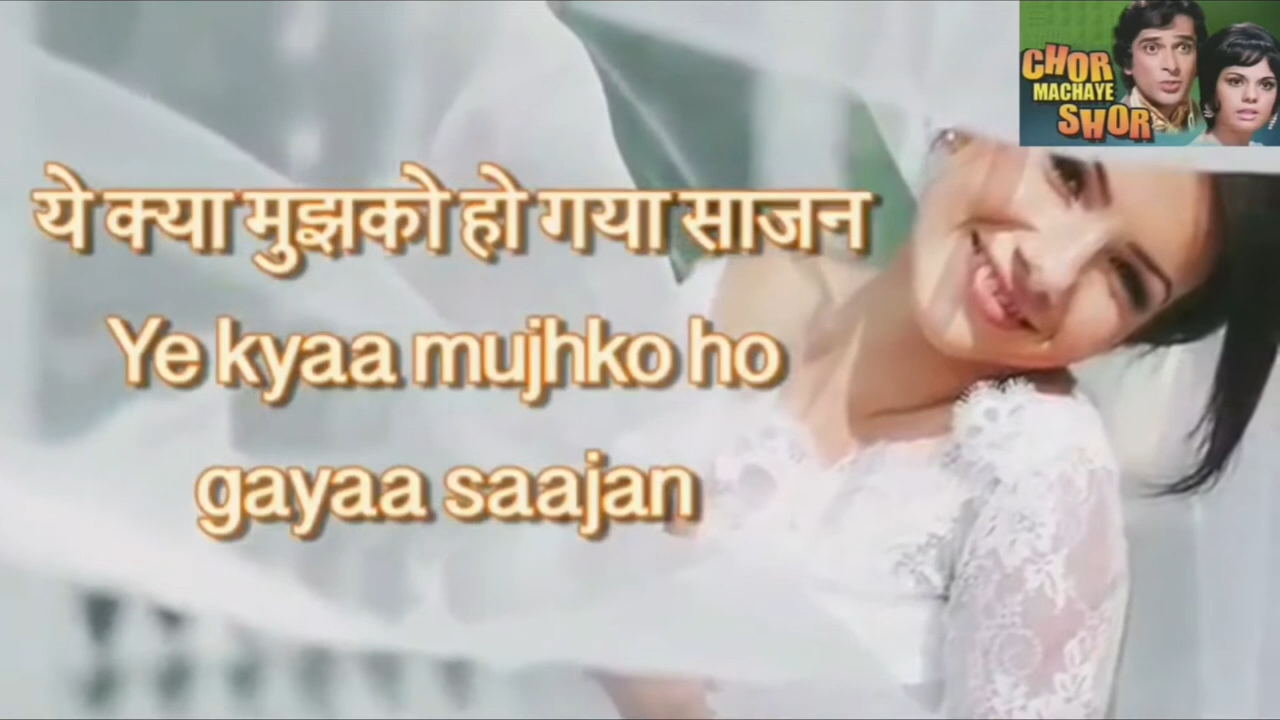 CHOR
MACHAYE
SHOR
ये क्या मुझको हो गया साजन
Ye kyaa mujhko ho
gayaa saajan